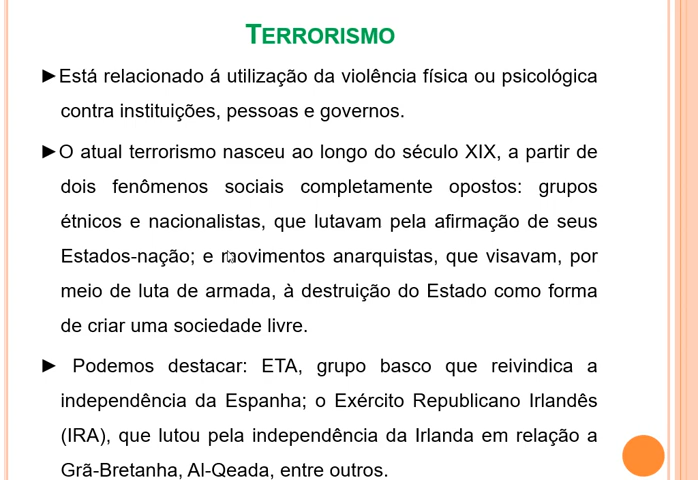 TERRORISMO
►Está relacionado á utilização da violência física ou psicológica
contra instituições, pessoas e governos.
►O atual terrorismo nasceu ao longo do século XIX, a partir de
dois fenômenos sociais completamente opostos: grupos
étnicos e nacionalistas, que lutavam pela afirmação de seus
Estados-nação; e movimentos anarquistas, que visavam, por
meio de luta de armada, à destruição do Estado como forma
de criar uma sociedade livre.
► Podemos destacar: ETA, grupo basco que reivindica a
independência da Espanha; o Exército Republicano Irlandês
(IRA), que lutou pela independência da Irlanda em relação a
Grã-Bretanha, Al-Qeada, entre outros.